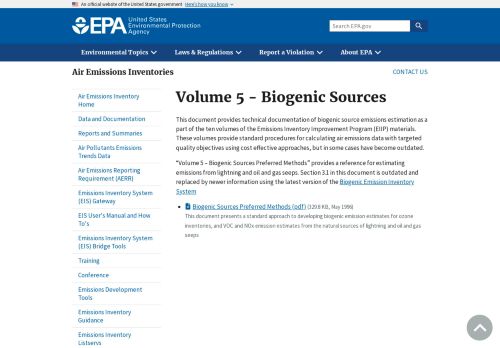 An official website of the United States government Here's how you know
EPA United States
Environmental Protection
Agency
Search EPA.gov
Environmental Topics Laws & Regulations Report a Violation About EPA
Air Emissions Inventories
CONTACT US
Air Emissions Inventory
Home
Data and Documentation
Reports and Summaries
Air Pollutants Emissions
Trends Data
Air Emissions Reporting
Requirement (AERR)
Emissions Inventory System
(EIS) Gateway
EIS User's Manual and How
To's
Emissions Inventory System
(EIS) Bridge Tools
Training
Conference
Emissions Development
Tools
Emissions Inventory
Guidance
Emissions Inventory
Listservs
Volume 5 – Biogenic Sources
This document provides technical documentation of biogenic source emissions estimation as a
part of the ten volumes of the Emissions Inventory Improvement Program (EIIP) materials.
These volumes provide standard procedures for calculating air emissions data with targeted
quality objectives using cost effective approaches, but in some cases have become outdated.
“Volume 5 – Biogenic Sources Preferred Methods” provides a reference for estimating
emissions from lightning and oil and gas seeps. Section 3.1 in this document is outdated and
replaced by newer information using the latest version of the Biogenic Emission Inventory
System
Biogenic Sources Preferred Methods (pdf) (329.8 KB, May 1996)
This document presents a standard approach to developing biogenic emission estimates for ozone
inventories, and VOC and NOx emission estimates from the natural sources of lightning and oil and gas
seeps